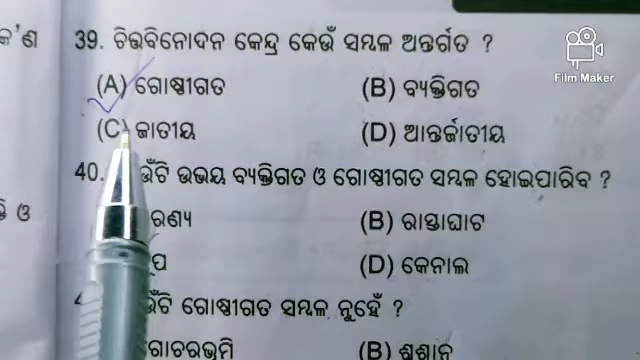 କ'ଣ
39. ଚିତ୍ତବିନୋଦନ କେନ୍ଦ୍ର କେଉଁ ସମ୍ବଳ ଅନ୍ତର୍ଗତ ?
Film Maker
(A) ଗୋଷ୍ଠୀଗତ (B) ବ୍ୟକ୍ତିଗତ
(C) ଜାତୀୟ (D) ଆନ୍ତର୍ଜାତୀୟ
40. ଉଭୟ ବ୍ୟକ୍ତିଗତ ଓ ଗୋଷ୍ଠୀଗତ ସମ୍ବଳ ହୋଇପାରିବ ?
ଓ
(B) ରାସ୍ତାଘାଟ
(D) କେନାଲ
ଗୋଷ୍ଠୀଗତ ସମ୍ବଳ ନୁହେଁ ?
ଗୋଚରଭୂମି (B) ଶ୍ମଶାନ